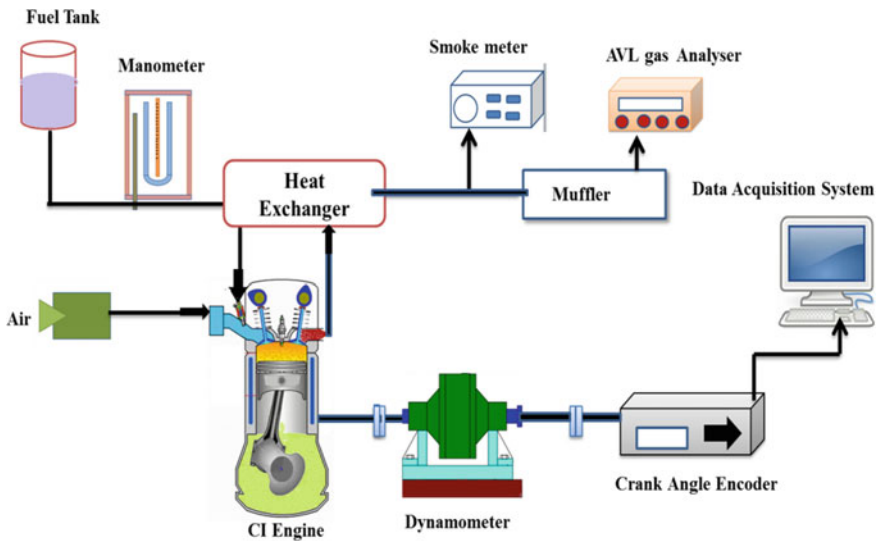 Fuel Tank
Manometer
Smoke meter
AVL gas Analyser
Heat
Exchanger
Muffler
Data Acquisition System
Air
CI Engine
Dynamometer
Crank Angle Encoder